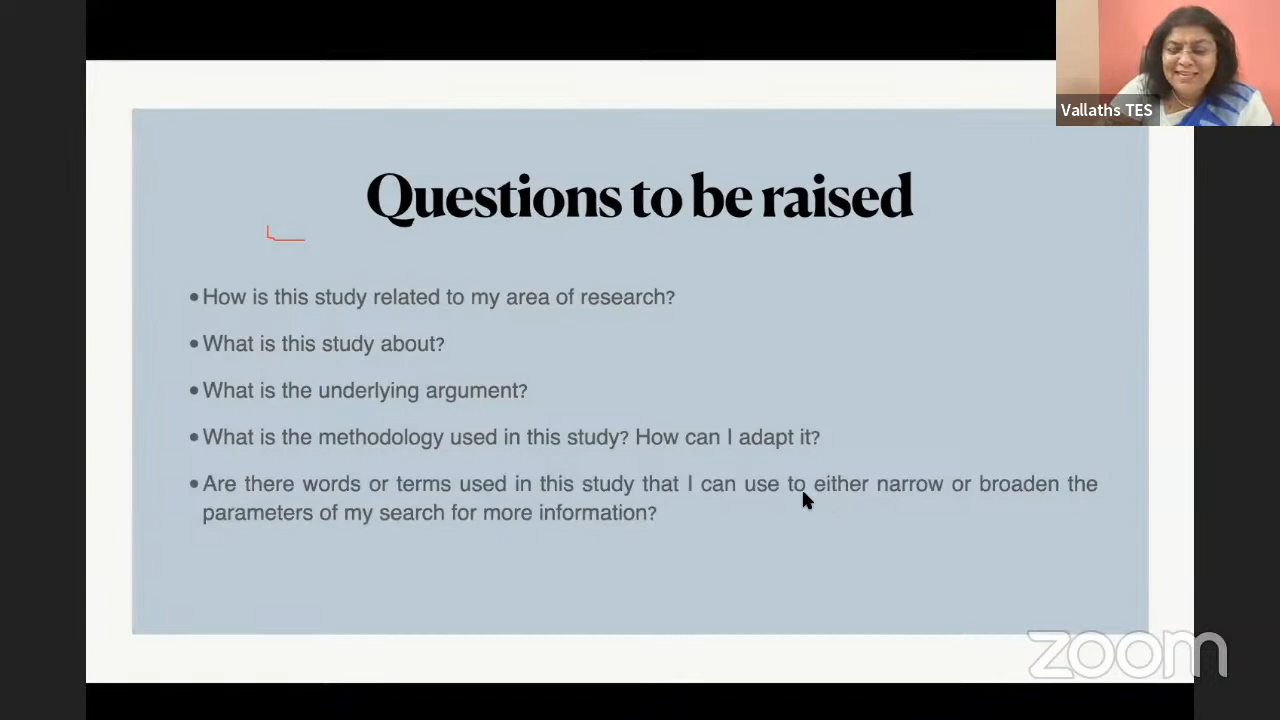 Vallaths TES
Questions to be raised
•How is this study related to my area of research?
•What is this study about?
•What is the underlying argument?
•What is the methodology used in this study? How can I adapt it?
•Are there words or terms used in this study that I can use to either narrow or broaden the
parameters of my search for more information?
zoom